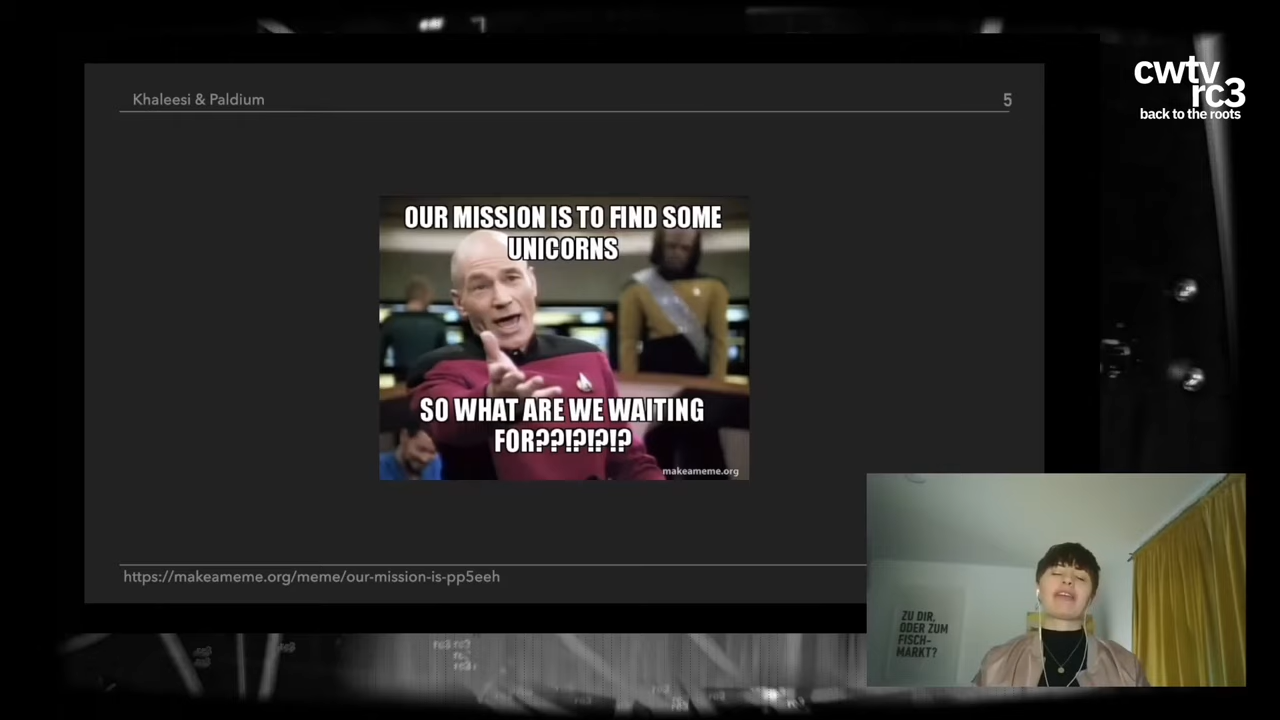 cwtv
rc3
back to the roots
Khaleesi & Paldium
5
OUR MISSION IS TO FIND SOME
UNICORNS
SO WHAT ARE WE WAITING
FOR??!?!?!?
makeameme.org
https://makeameme.org/meme/our-mission-is-pp5eeh
ZU DIR,
ODER ZUM
FISCH-
MARKT?